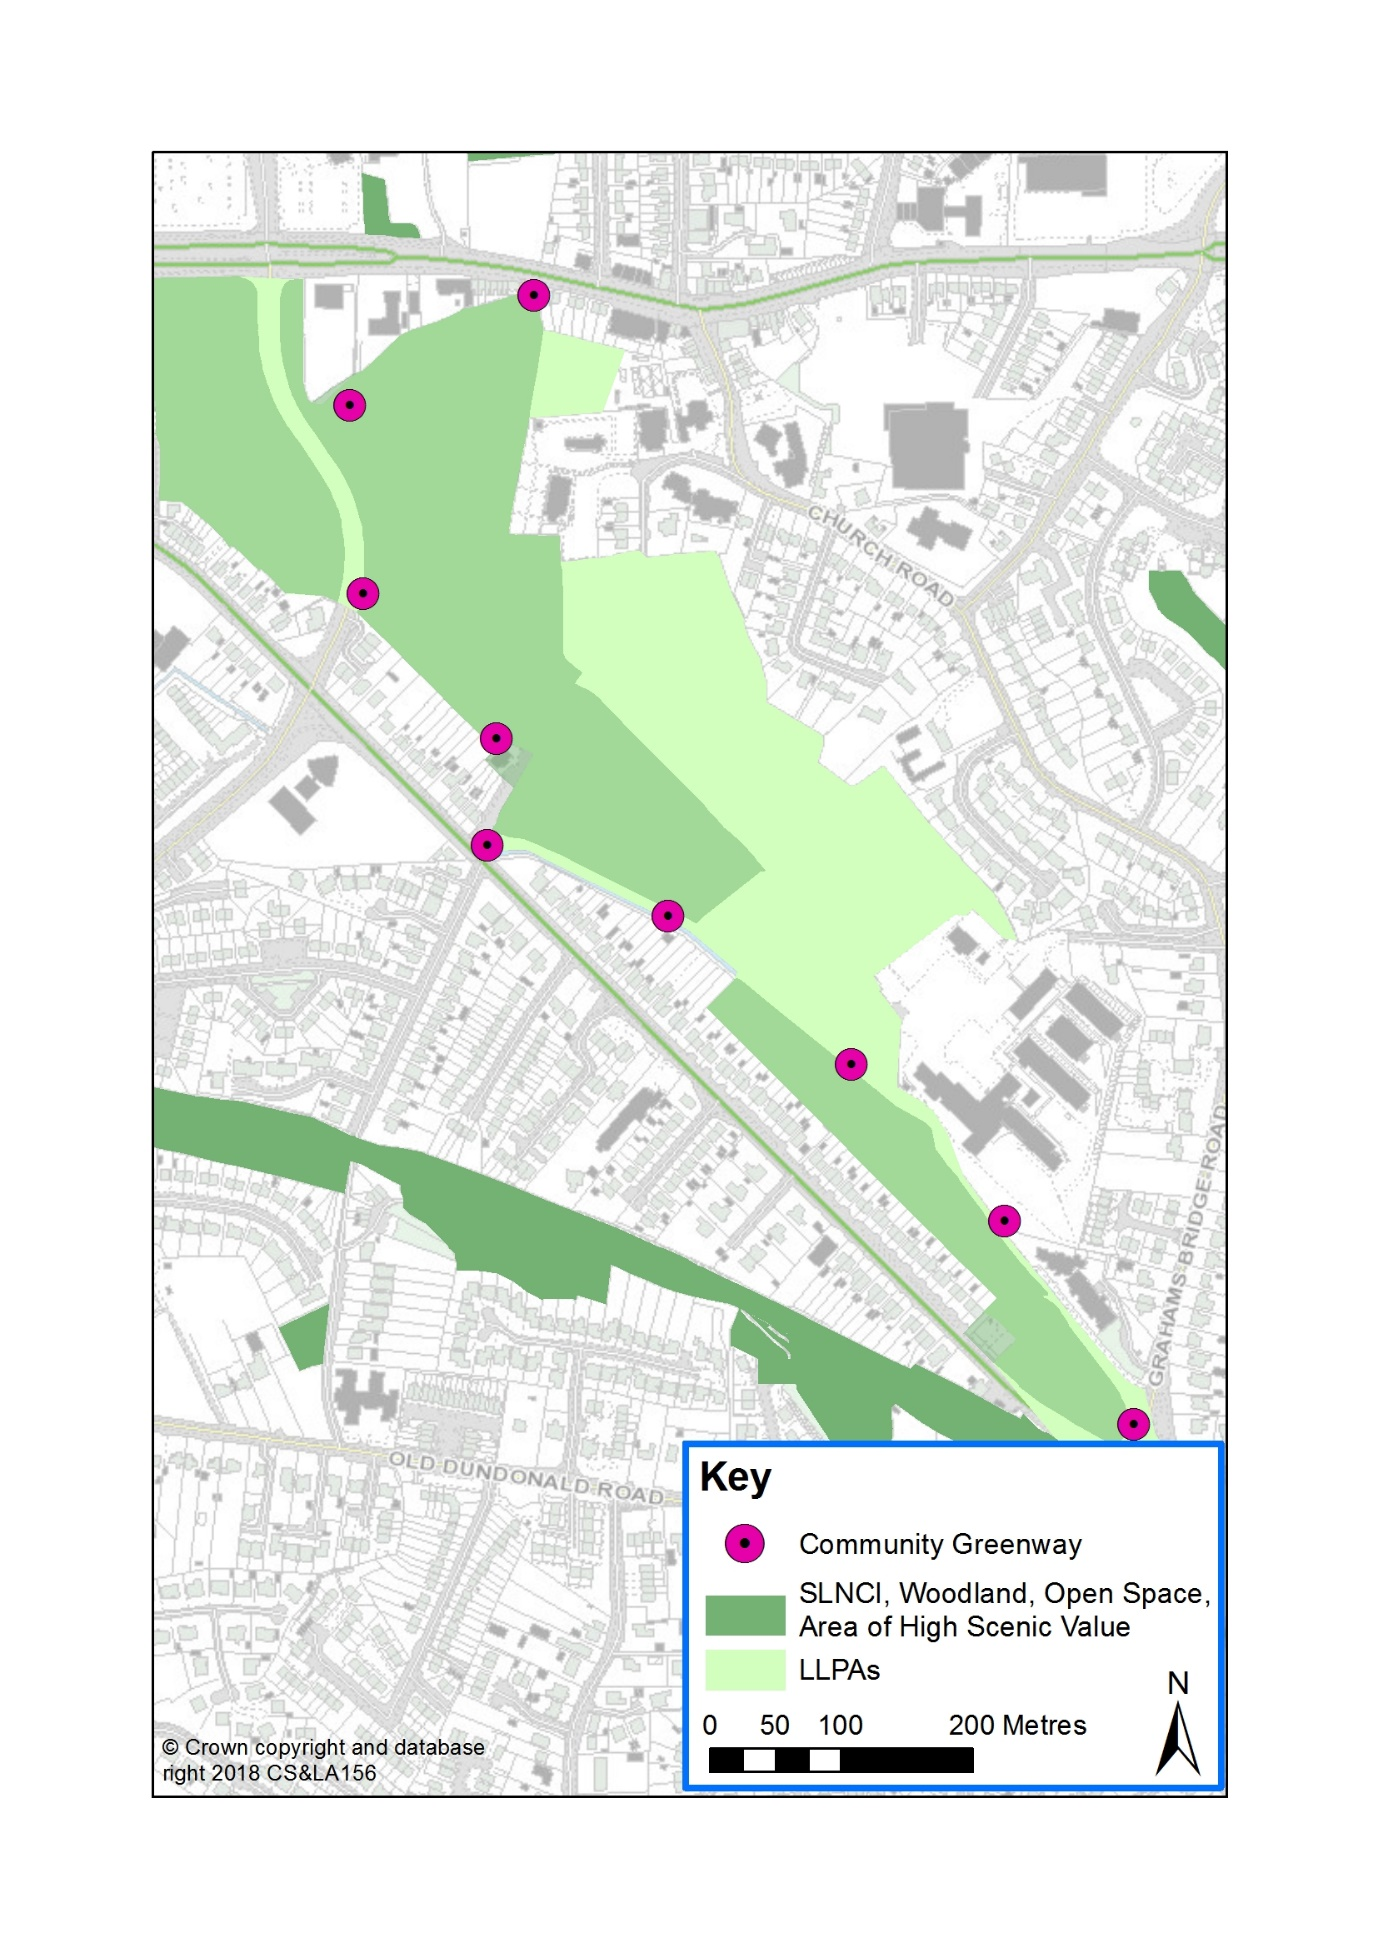 CHURCH ROAD
GRAHAMS BRIDGE ROAD
OLD DUNDONALD ROAD
Key
Community Greenway
SLNCI, Woodland, Open Space,
Area of High Scenic Value
LLPAs
N
0 50 100 200 Metres
© Crown copyright and database
right 2018 CS&LA156